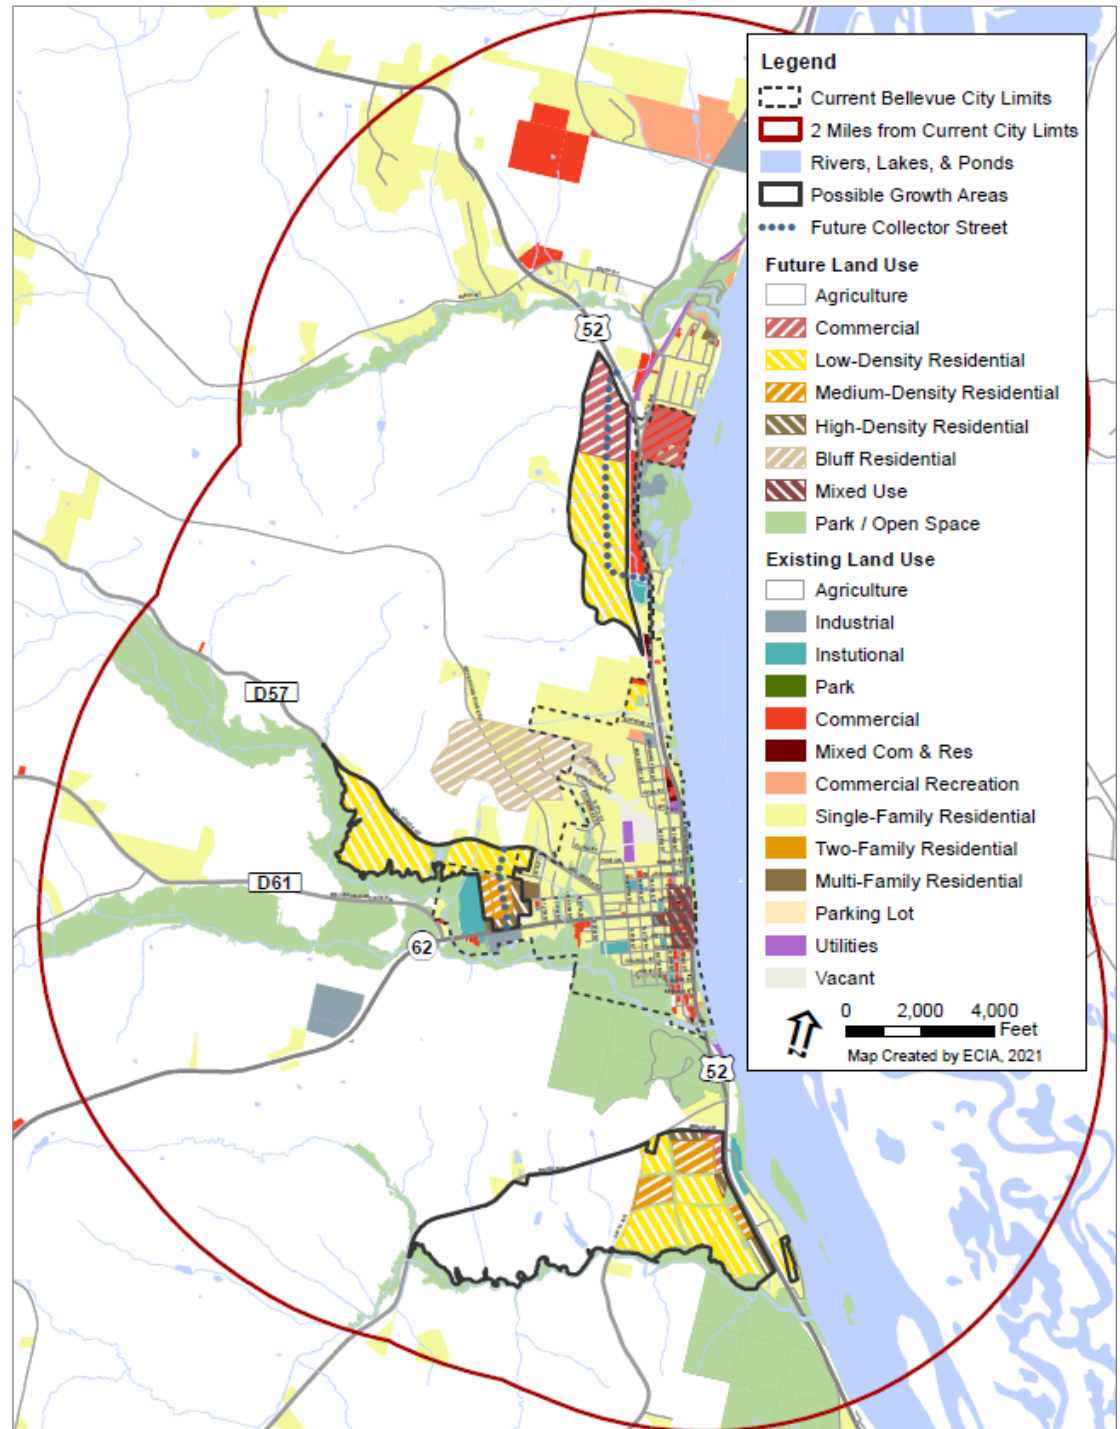 Legend
Current Bellevue City Limits
2 Miles from Current City Limts
Rivers, Lakes, & Ponds
Possible Growth Areas
Future Collector Street
Future Land Use
Agriculture
Commercial
Low-Density Residential
Medium-Density Residential
High-Density Residential
Bluff Residential
Mixed Use
Park / Open Space
Existing Land Use
Agriculture
Industrial
Instutional
Park
Commercial
Mixed Com & Res
Commercial Recreation
Single-Family Residential
Two-Family Residential
Multi-Family Residential
Parking Lot
Utilities
Vacant
0 2,000 4,000
Feet
N
Map Created by ECIA, 2021
52
D57
D61
62
52